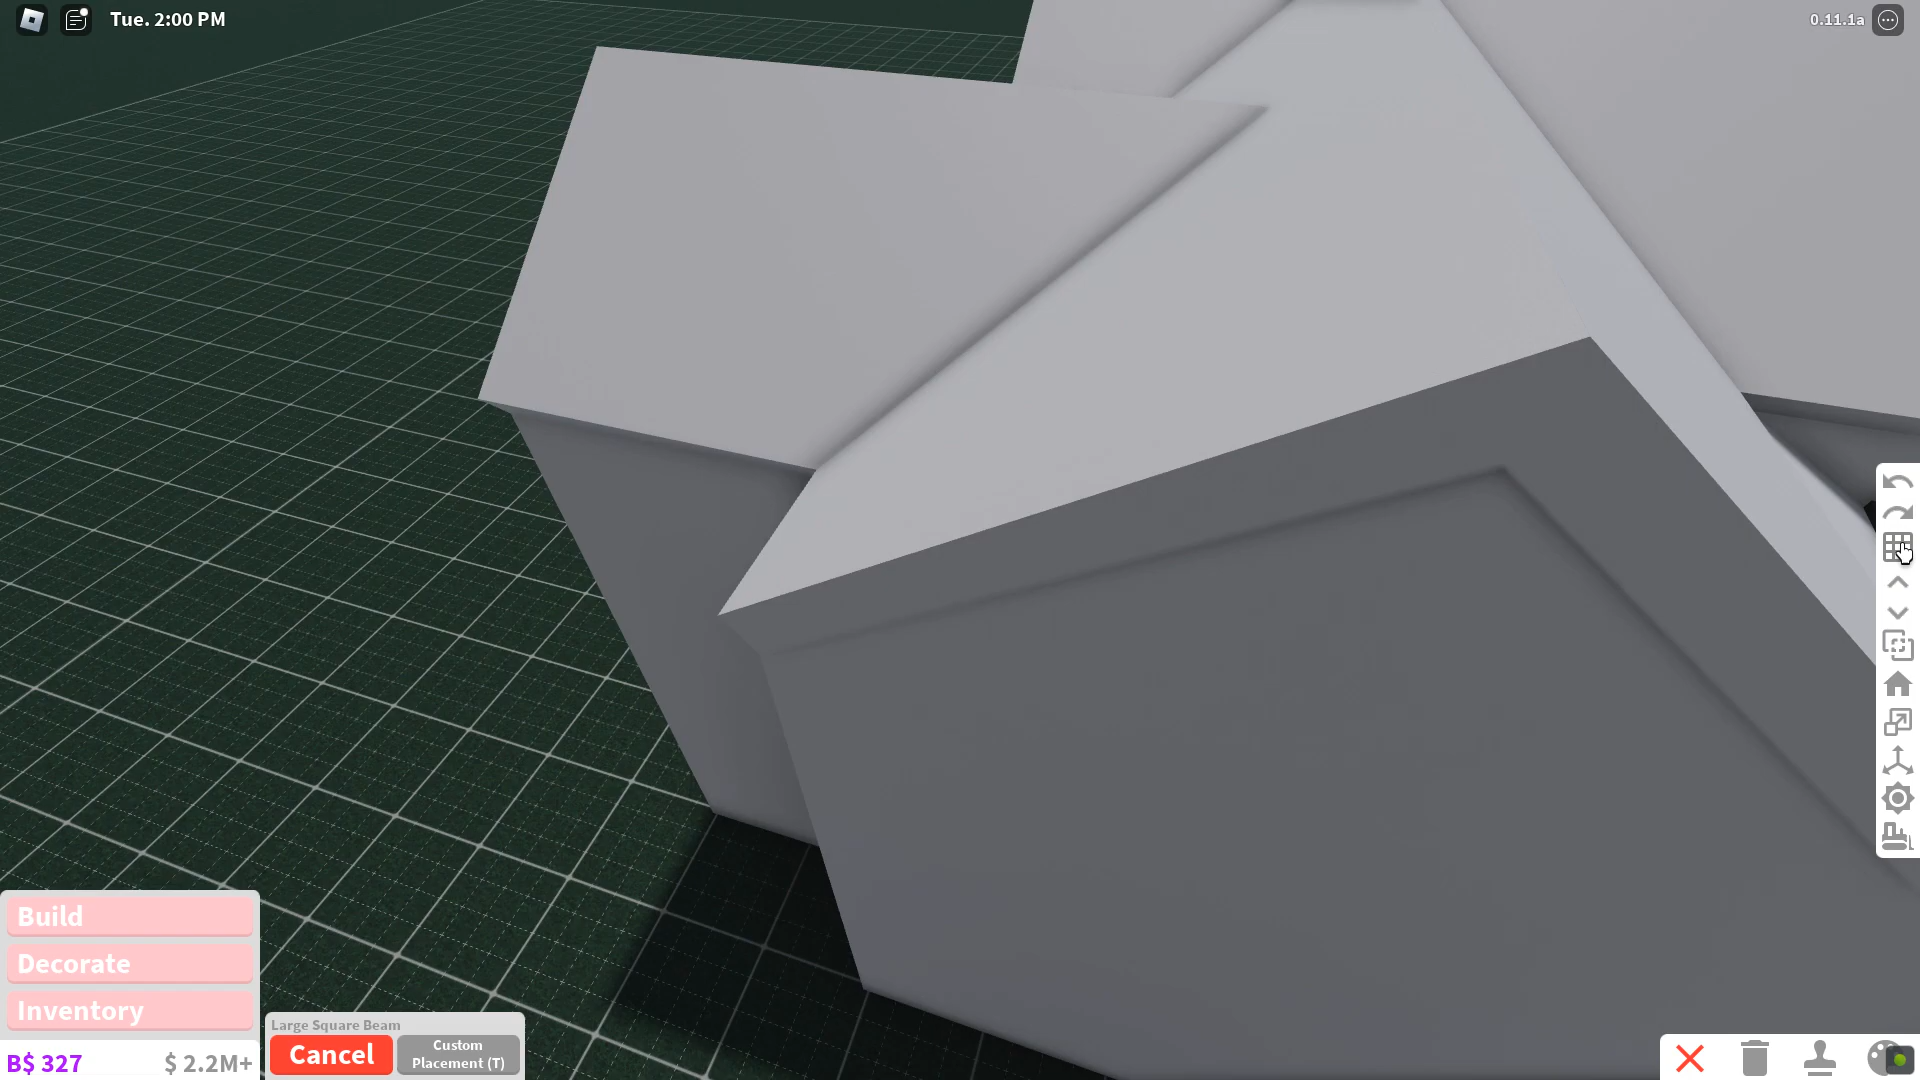 Tue. 2:00 PM
0.11.1a
Build
Decorate
Inventory
B$ 327
$ 2.2M+
Large Square Beam
Cancel
Custom
Placement (T)